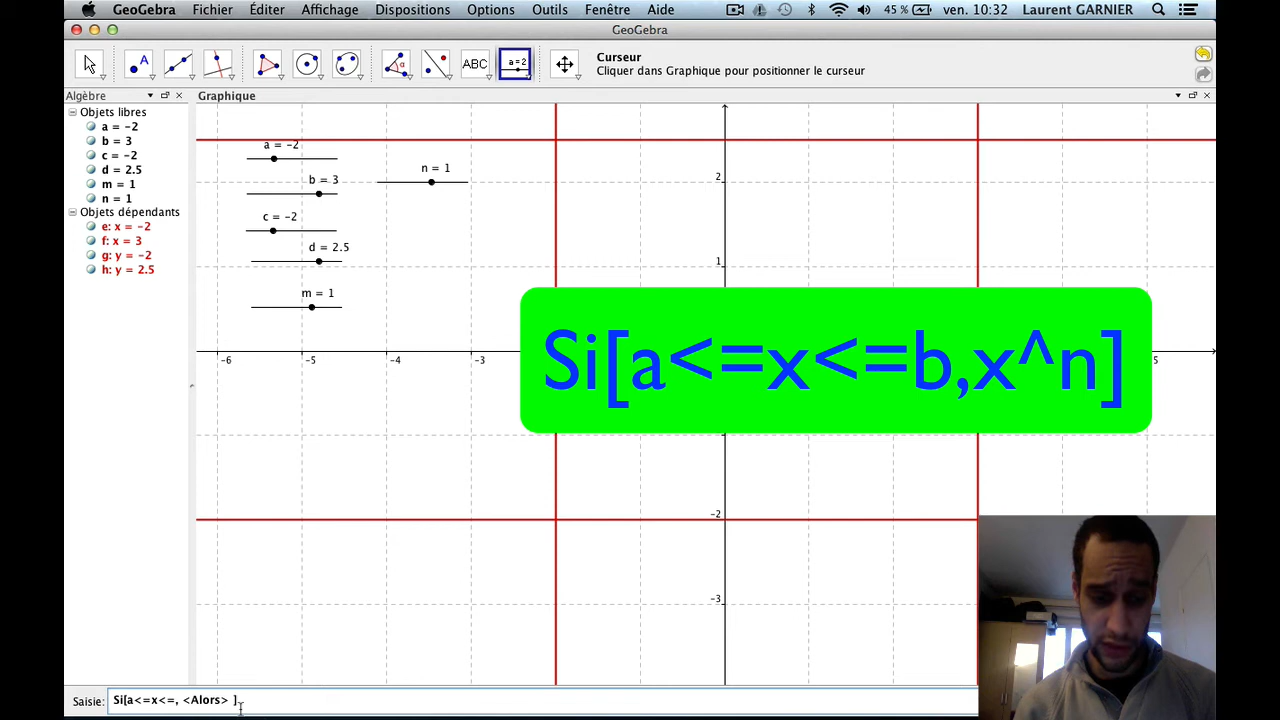 GeoGebra Fichier Éditer Affichage Dispositions Options Outils Fenêtre Aide 45 % ven. 10:32 Laurent GARNIER
GeoGebra
A ABC a=2 Curseur
Cliquer dans Graphique pour positionner le curseur
Algèbre Graphique
Objets libres
a = -2
b = 3
c = -2
d = 2.5
m = 1
n = 1
Objets dépendants
e: x = -2
f: x = 3
g: y = -2
h: y = 2.5
a = -2
n = 1
b = 3
c = -2
d = 2.5
m = 1
2
1
-6 -5 -4 -3 5
-2
-3
Si[a<=x<=b,x^n]
Saisie: Si[a<=x<=, <Alors> ]